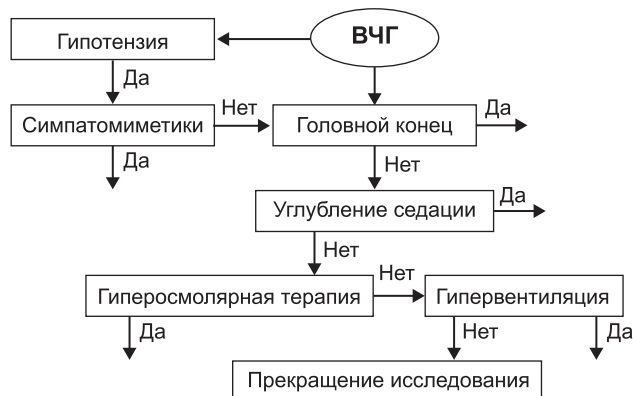 ВЧГ
Гипотензия
Да
Нет
Симпатомиметики
Головной конец
Да
Да
Нет
Углубление седации
Да
Нет
Гиперосмолярная терапия
Нет
Гипервентиляция
Да
Нет
Да
Прекращение исследования